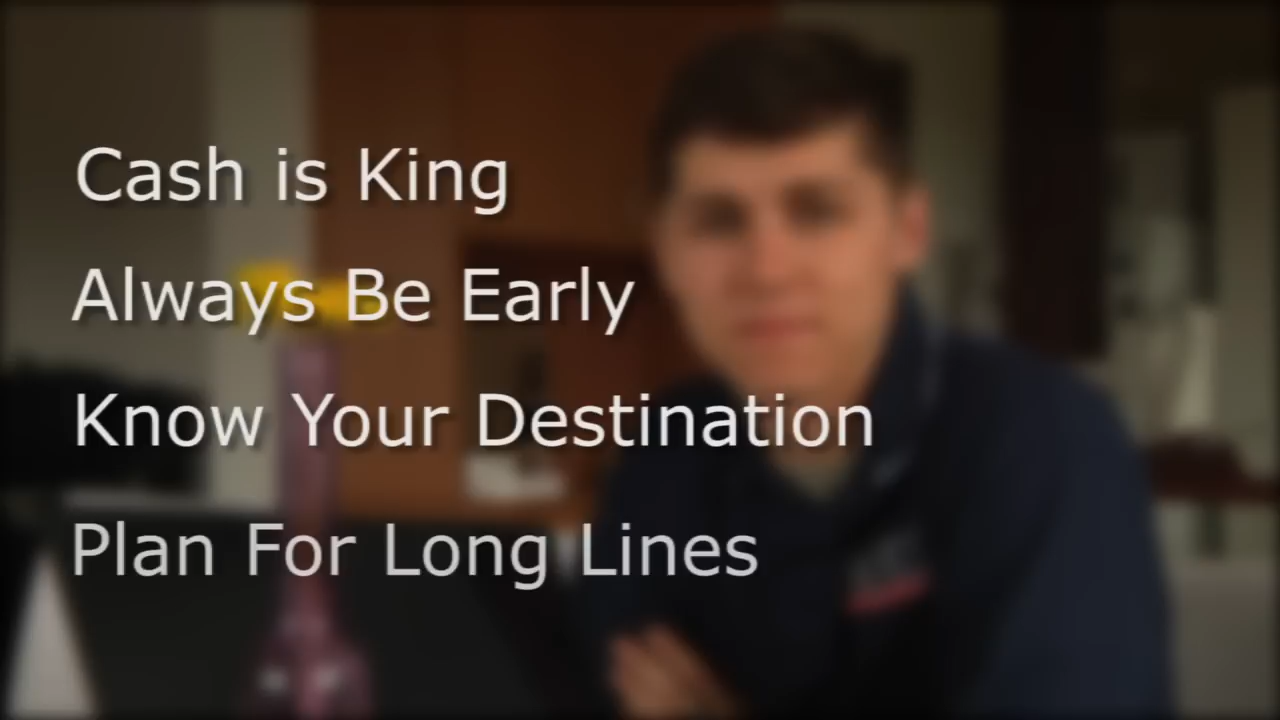 Cash is King
Always Be Early
Know Your Destination
Plan For Long Lines